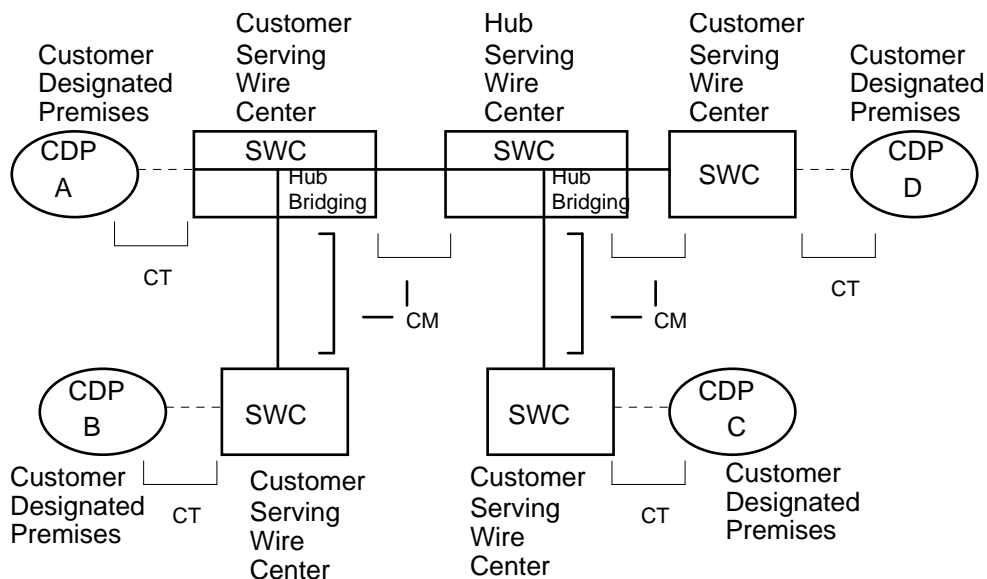 Customer
Designated
Premises
Customer
Serving
Wire
Center
Hub
Serving
Wire
Center
Customer
Serving
Wire
Center
Customer
Designated
Premises
CDP
A
SWC
Hub
Bridging
SWC
Hub
Bridging
SWC
CDP
D
CT
CM
CM
CT
CDP
B
SWC
SWC
CDP
C
Customer
Designated
Premises
CT
Customer
Serving
Wire
Center
Customer
Serving
Wire
Center
CT
Customer
Designated
Premises